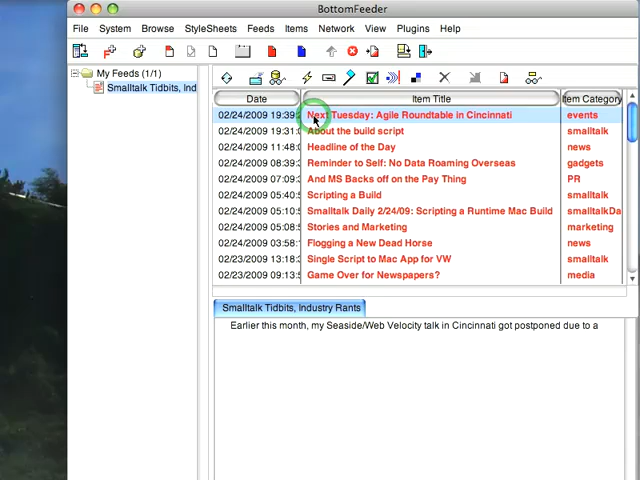 BottomFeeder
File System Browse StyleSheets Feeds Items Network View Plugins Help
My Feeds (1/1)
Smalltalk Tidbits, Ind
Date Item Title Item Category
02/24/2009 19:39: Next Tuesday: Agile Roundtable in Cincinnati events
02/24/2009 19:31: About the build script smalltalk
02/24/2009 11:48: Headline of the Day news
02/24/2009 08:39: Reminder to Self: No Data Roaming Overseas gadgets
02/24/2009 07:09: And MS Backs off on the Pay Thing PR
02/24/2009 05:40: Scripting a Build smalltalk
02/24/2009 05:10: Smalltalk Daily 2/24/09: Scripting a Runtime Mac Build smalltalkDa
02/24/2009 05:08: Stories and Marketing marketing
02/24/2009 03:58: Flogging a New Dead Horse news
02/23/2009 13:18: Single Script to Mac App for VW smalltalk
02/23/2009 09:13: Game Over for Newspapers? media
Smalltalk Tidbits, Industry Rants
Earlier this month, my Seaside/Web Velocity talk in Cincinnati got postponed due to a